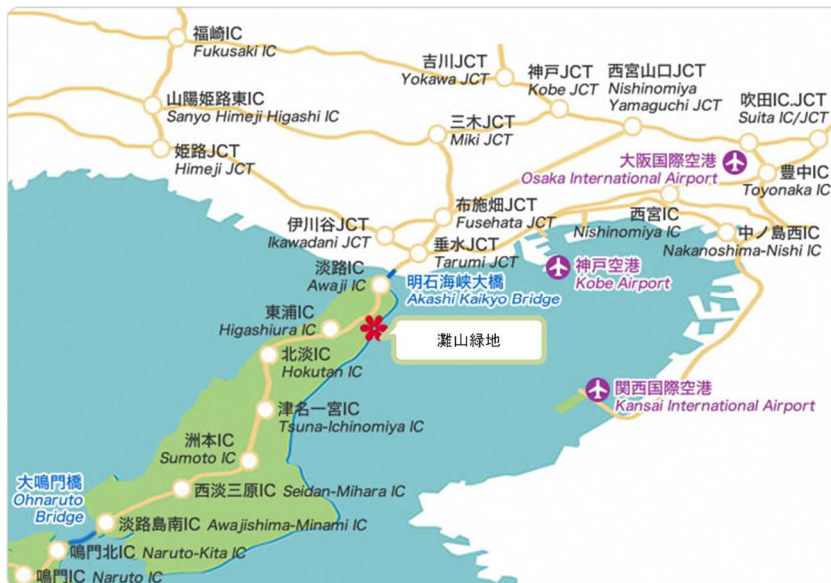 福崎IC
Fukusaki IC
吉川JCT
Yokawa JCT
神戸JCT
Kobe JCT
西宮山口JCT
Nishinomiya
Yamaguchi JCT
吹田IC.JCT
Suita IC/JCT
山陽姫路東IC
Sanyo Himeji Higashi IC
三木JCT
Miki JCT
姫路JCT
Himeji JCT
大阪国際空港
Osaka International Airport
豊中IC
Toyonaka IC
布施畑JCT
Fusehata JCT
伊川谷JCT
Ikawadani JCT
西宮IC
Nishinomiya IC
中ノ島西IC
Nakanoshima-Nishi IC
垂水JCT
Tarumi JCT
淡路IC
Awaji IC
明石海峡大橋
Akashi Kaikyo Bridge
神戸空港
Kobe Airport
東浦IC
Higashiura IC
灘山緑地
北淡IC
Hokutan IC
関西国際空港
Kansai International Airport
津名一宮IC
Tsuna-Ichinomiya IC
洲本IC
Sumoto IC
大鳴門橋
Ohnaruto
Bridge
西淡三原IC Seidan-Mihara IC
淡路島南IC Awajishima-Minami IC
鳴門北IC Naruto-Kita IC
鳴門IC Naruto IC